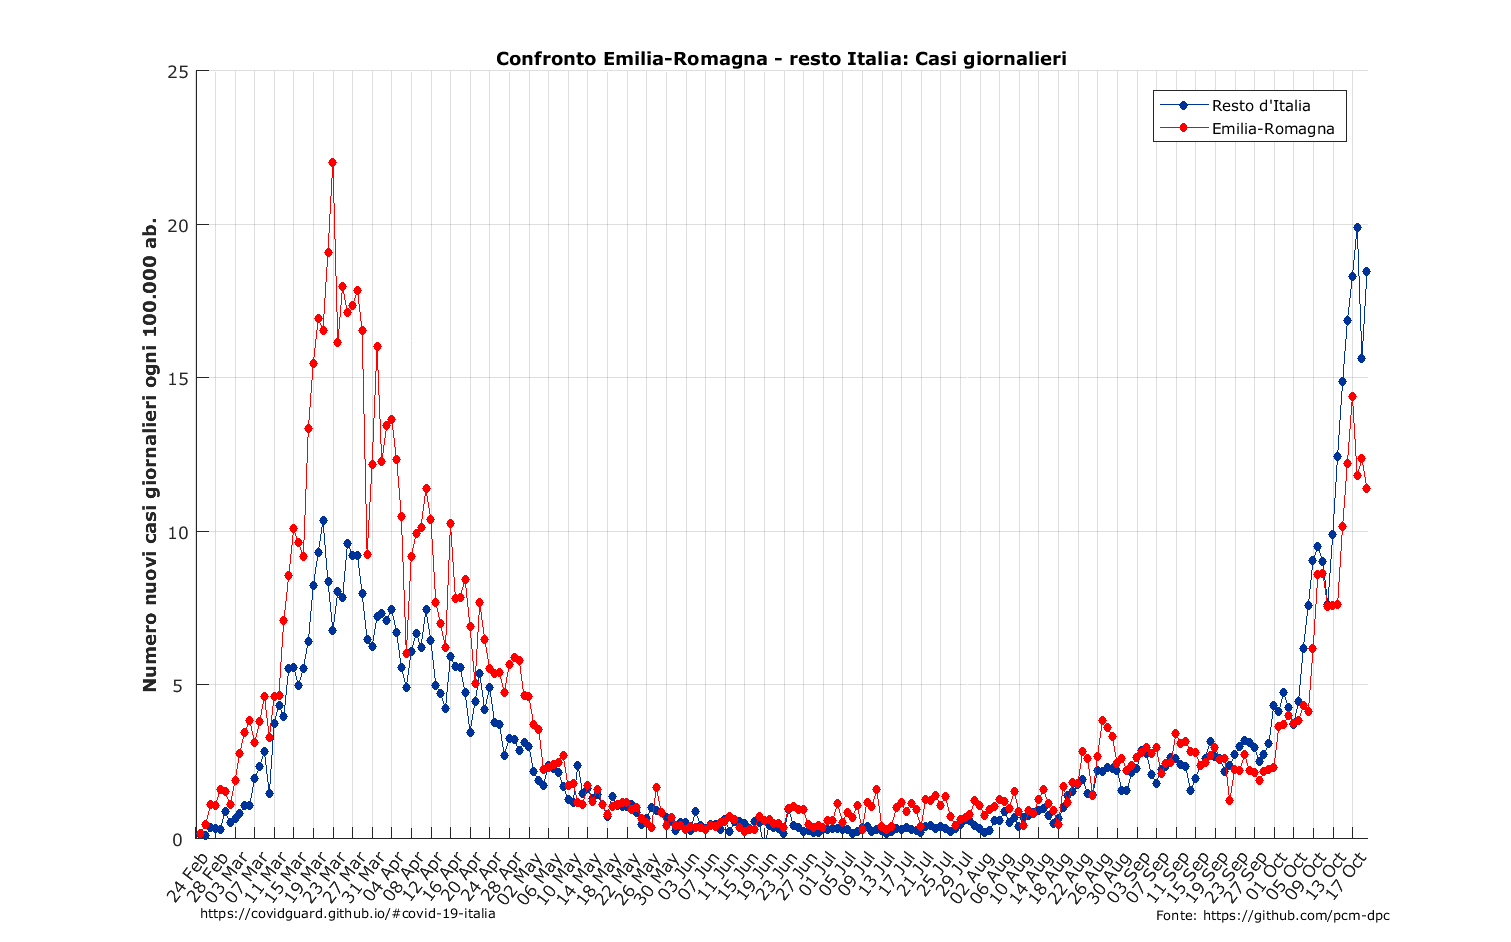 Confronto Emilia-Romagna - resto Italia: Casi giornalieri
Resto d'Italia
Emilia-Romagna
Numero nuovi casi giornalieri ogni 100.000 ab.
25
20
15
10
5
0
24 Feb
28 Feb
03 Mar
07 Mar
11 Mar
15 Mar
19 Mar
23 Mar
27 Mar
31 Mar
04 Apr
08 Apr
12 Apr
16 Apr
20 Apr
24 Apr
28 Apr
02 May
06 May
10 May
14 May
18 May
22 May
26 May
30 May
03 Jun
07 Jun
11 Jun
15 Jun
19 Jun
23 Jun
27 Jun
01 Jul
05 Jul
09 Jul
13 Jul
17 Jul
21 Jul
25 Jul
29 Jul
02 Aug
06 Aug
10 Aug
14 Aug
18 Aug
22 Aug
26 Aug
30 Aug
03 Sep
07 Sep
11 Sep
15 Sep
19 Sep
23 Sep
27 Sep
01 Oct
05 Oct
09 Oct
13 Oct
17 Oct
https://covidguard.github.io/#covid-19-italia
Fonte: https://github.com/pcm-dpc